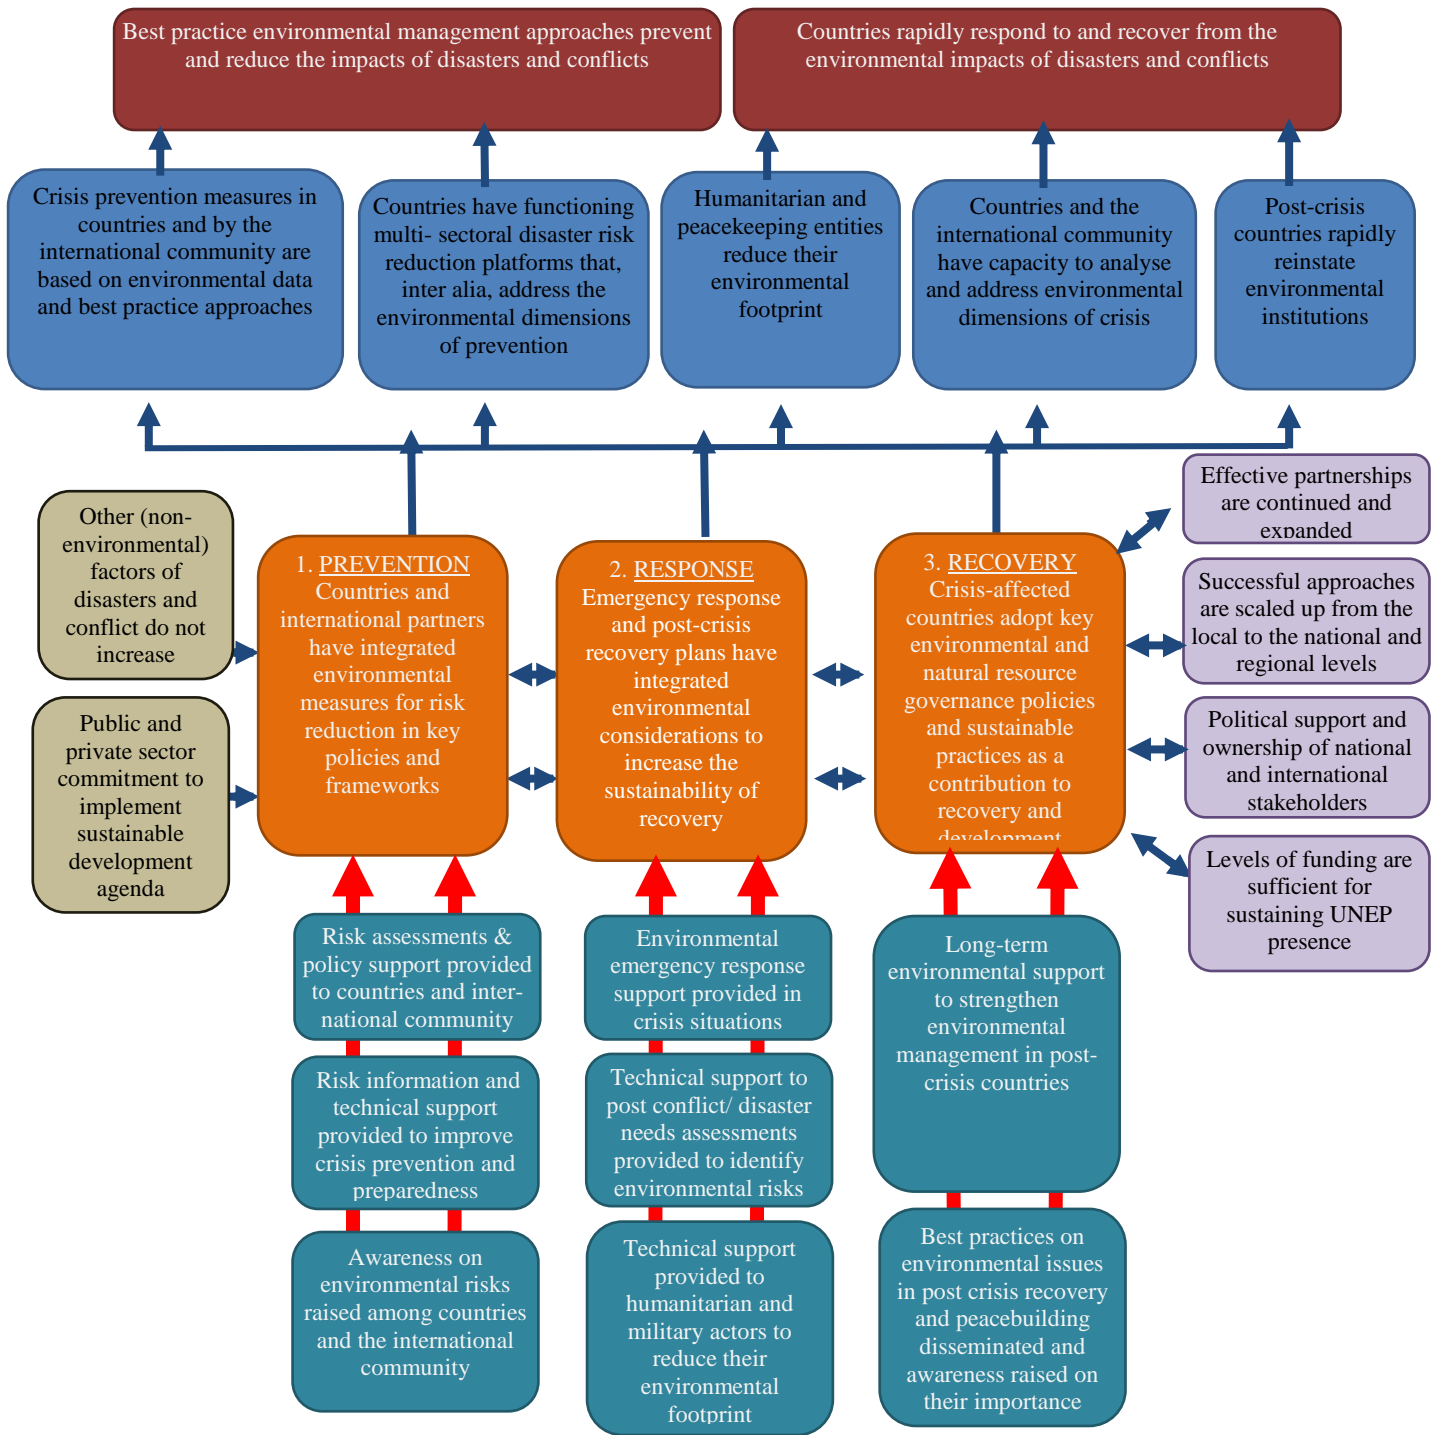 Best practice environmental management approaches prevent
and reduce the impacts of disasters and conflicts
Countries rapidly respond to and recover from the
environmental impacts of disasters and conflicts
Crisis prevention measures in
countries and by the
international community are
based on environmental data
and best practice approaches
Countries have functioning
multi- sectoral disaster risk
reduction platforms that,
inter alia, address the
environmental dimensions
of prevention
Humanitarian and
peacekeeping entities
reduce their
environmental
footprint
Countries and the
international community
have capacity to analyse
and address environmental
dimensions of crisis
Post-crisis
countries rapidly
reinstate
environmental
institutions
Other (non-
environmental)
factors of
disasters and
conflict do not
increase
Public and
private sector
commitment to
implement
sustainable
development
agenda
1. PREVENTION
Countries and
international partners
have integrated
environmental
measures for risk
reduction in key
policies and
frameworks
2. RESPONSE
Emergency response
and post-crisis
recovery plans have
integrated
environmental
considerations to
increase the
sustainability of
recovery
3. RECOVERY
Crisis-affected
countries adopt key
environmental and
natural resource
governance policies
and sustainable
practices as a
contribution to
recovery and
development
Effective partnerships
are continued and
expanded
Successful approaches
are scaled up from the
local to the national and
regional levels
Political support and
ownership of national
and international
stakeholders
Levels of funding are
sufficient for
sustaining UNEP
presence
Risk assessments &
policy support provided
to countries and inter-
national community
Risk information and
technical support
provided to improve
crisis prevention and
preparedness
Awareness on
environmental risks
raised among countries
and the international
community
Environmental
emergency response
support provided in
crisis situations
Technical support to
post conflict/ disaster
needs assessments
provided to identify
environmental risks
Technical support
provided to
humanitarian and
military actors to
reduce their
environmental
footprint
Long-term
environmental support
to strengthen
environmental
management in post-
crisis countries
Best practices on
environmental issues
in post crisis recovery
and peacebuilding
disseminated and
awareness raised on
their importance